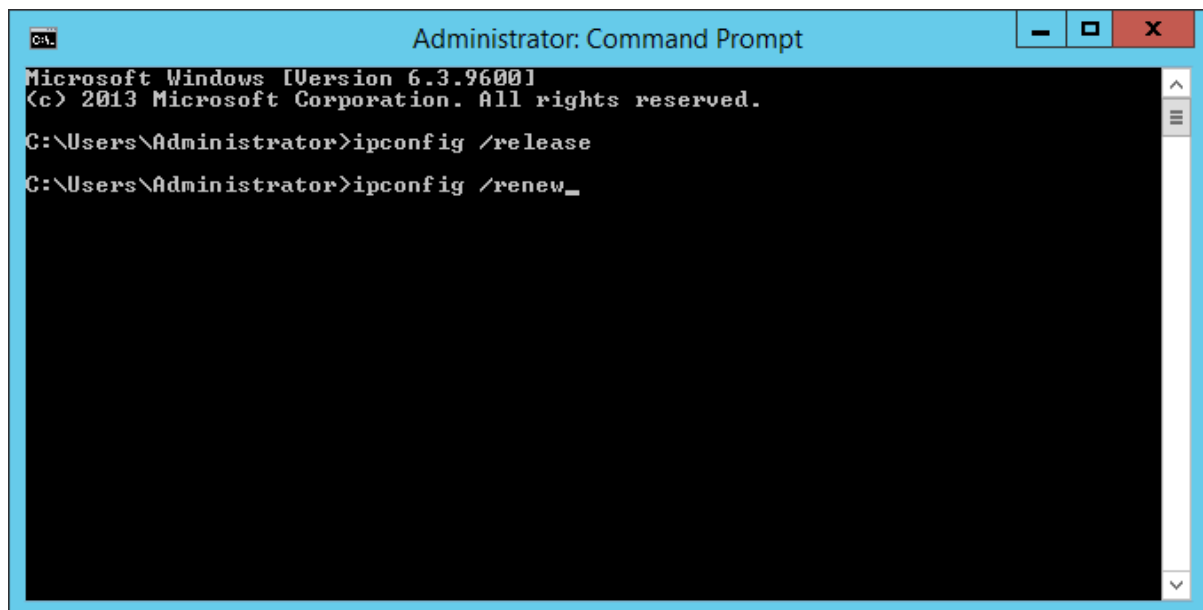 Administrator: Command Prompt
Microsoft Windows [Version 6.3.9600]
(c) 2013 Microsoft Corporation. All rights reserved.
C:\Users\Administrator>ipconfig /release
C:\Users\Administrator>ipconfig /renew_